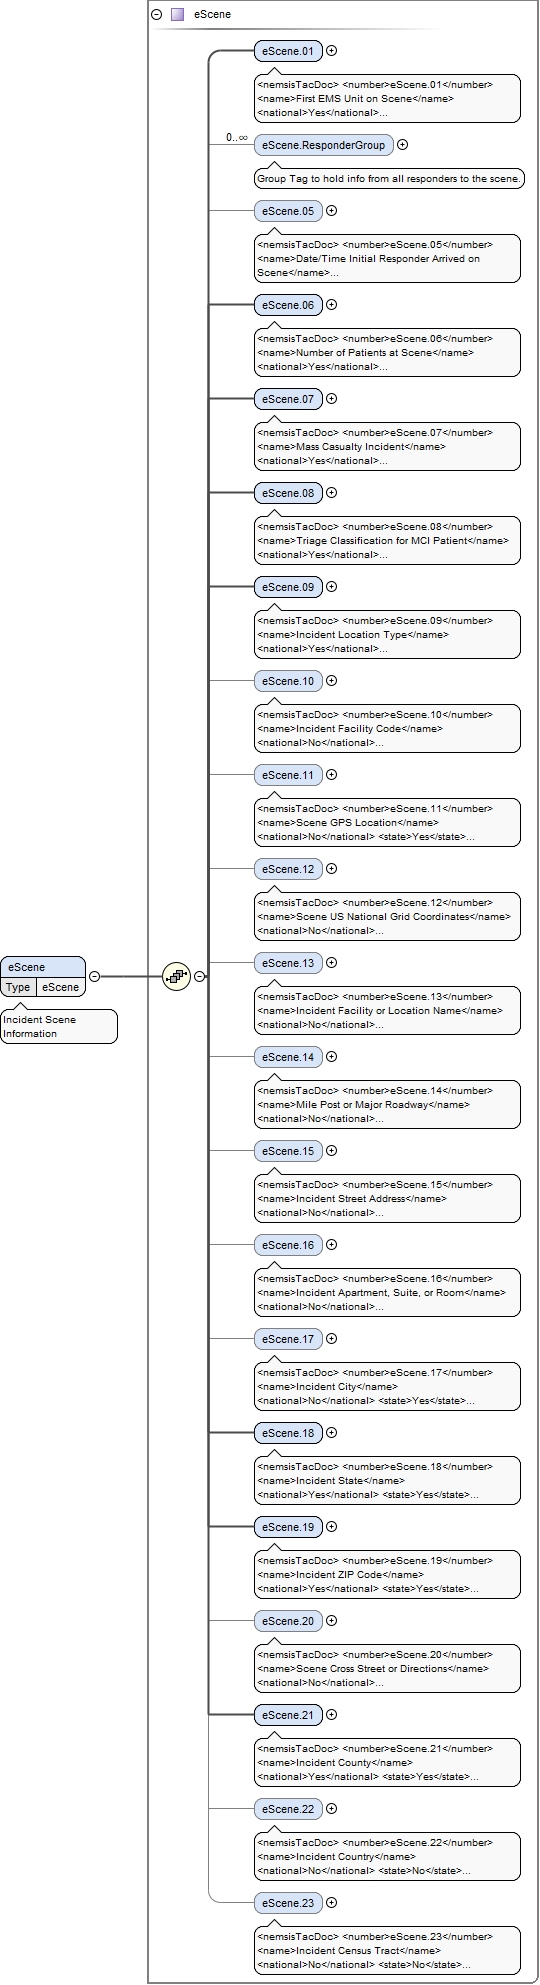 eScene
eScene.01
<nemsisTacDoc> <number>eScene.01</number>
<name>First EMS Unit on Scene</name>
<national>Yes</national>...
0..∞
eScene.ResponderGroup
Group Tag to hold info from all responders to the scene.
eScene.05
<nemsisTacDoc> <number>eScene.05</number>
<name>Date/Time Initial Responder Arrived on
Scene</name>...
eScene.06
<nemsisTacDoc> <number>eScene.06</number>
<name>Number of Patients at Scene</name>
<national>Yes</national>...
eScene.07
<nemsisTacDoc> <number>eScene.07</number>
<name>Mass Casualty Incident</name>
<national>Yes</national>...
eScene.08
<nemsisTacDoc> <number>eScene.08</number>
<name>Triage Classification for MCI Patient</name>
<national>Yes</national>...
eScene.09
<nemsisTacDoc> <number>eScene.09</number>
<name>Incident Location Type</name>
<national>Yes</national>...
eScene.10
<nemsisTacDoc> <number>eScene.10</number>
<name>Incident Facility Code</name>
<national>No</national>...
eScene.11
<nemsisTacDoc> <number>eScene.11</number>
<name>Scene GPS Location</name>
<national>No</national> <state>Yes</state>...
eScene.12
<nemsisTacDoc> <number>eScene.12</number>
<name>Scene US National Grid Coordinates</name>
<national>No</national>...
eScene
Type eScene
Incident Scene
Information
eScene.13
<nemsisTacDoc> <number>eScene.13</number>
<name>Incident Facility or Location Name</name>
<national>No</national>...
eScene.14
<nemsisTacDoc> <number>eScene.14</number>
<name>Mile Post or Major Roadway</name>
<national>No</national>...
eScene.15
<nemsisTacDoc> <number>eScene.15</number>
<name>Incident Street Address</name>
<national>No</national>...
eScene.16
<nemsisTacDoc> <number>eScene.16</number>
<name>Incident Apartment, Suite, or Room</name>
<national>No</national>...
eScene.17
<nemsisTacDoc> <number>eScene.17</number>
<name>Incident City</name>
<national>No</national> <state>Yes</state>...
eScene.18
<nemsisTacDoc> <number>eScene.18</number>
<name>Incident State</name>
<national>Yes</national> <state>Yes</state>...
eScene.19
<nemsisTacDoc> <number>eScene.19</number>
<name>Incident ZIP Code</name>
<national>Yes</national> <state>Yes</state>...
eScene.20
<nemsisTacDoc> <number>eScene.20</number>
<name>Scene Cross Street or Directions</name>
<national>No</national>...
eScene.21
<nemsisTacDoc> <number>eScene.21</number>
<name>Incident County</name>
<national>Yes</national> <state>Yes</state>...
eScene.22
<nemsisTacDoc> <number>eScene.22</number>
<name>Incident Country</name>
<national>No</national> <state>No</state>...
eScene.23
<nemsisTacDoc> <number>eScene.23</number>
<name>Incident Census Tract</name>
<national>No</national> <state>No</state>...